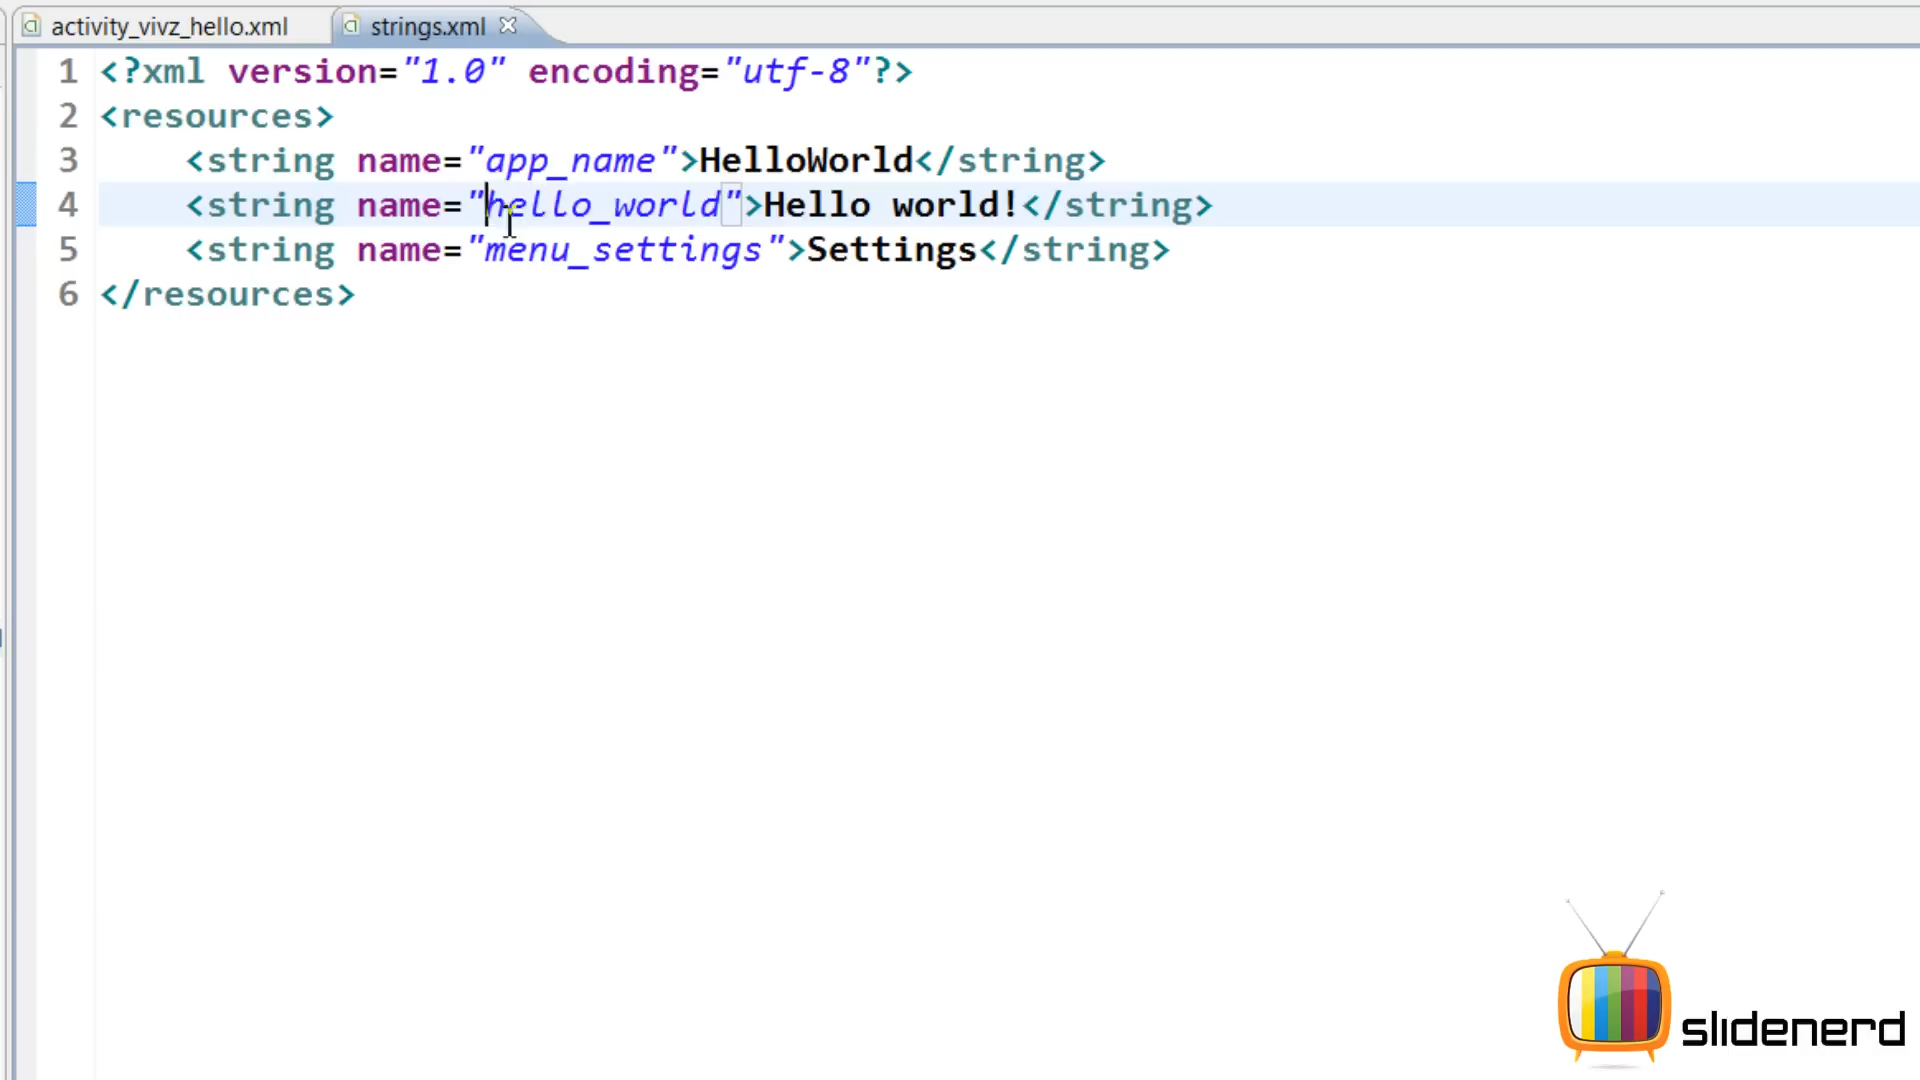 activity_vivz_hello.xml strings.xml
1 <?xml version="1.0" encoding="utf-8"?>
2 <resources>
3 <string name="app_name">HelloWorld</string>
4 <string name="hello_world">Hello world!</string>
5 <string name="menu_settings">Settings</string>
6 </resources>
slidenerd